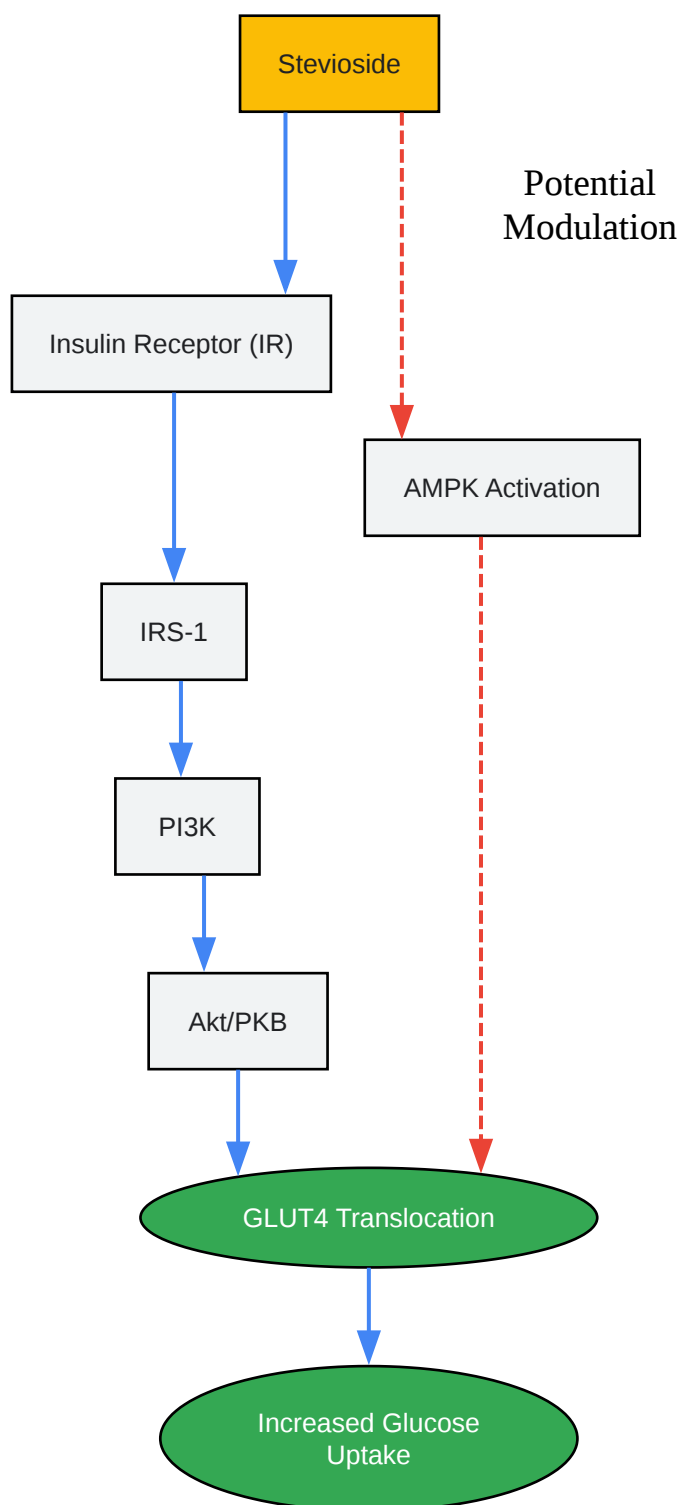 Stevioside
Potential
Modulation
Insulin Receptor (IR)
AMPK Activation
IRS-1
PI3K
Akt/PKB
GLUT4 Translocation
Increased Glucose
Uptake